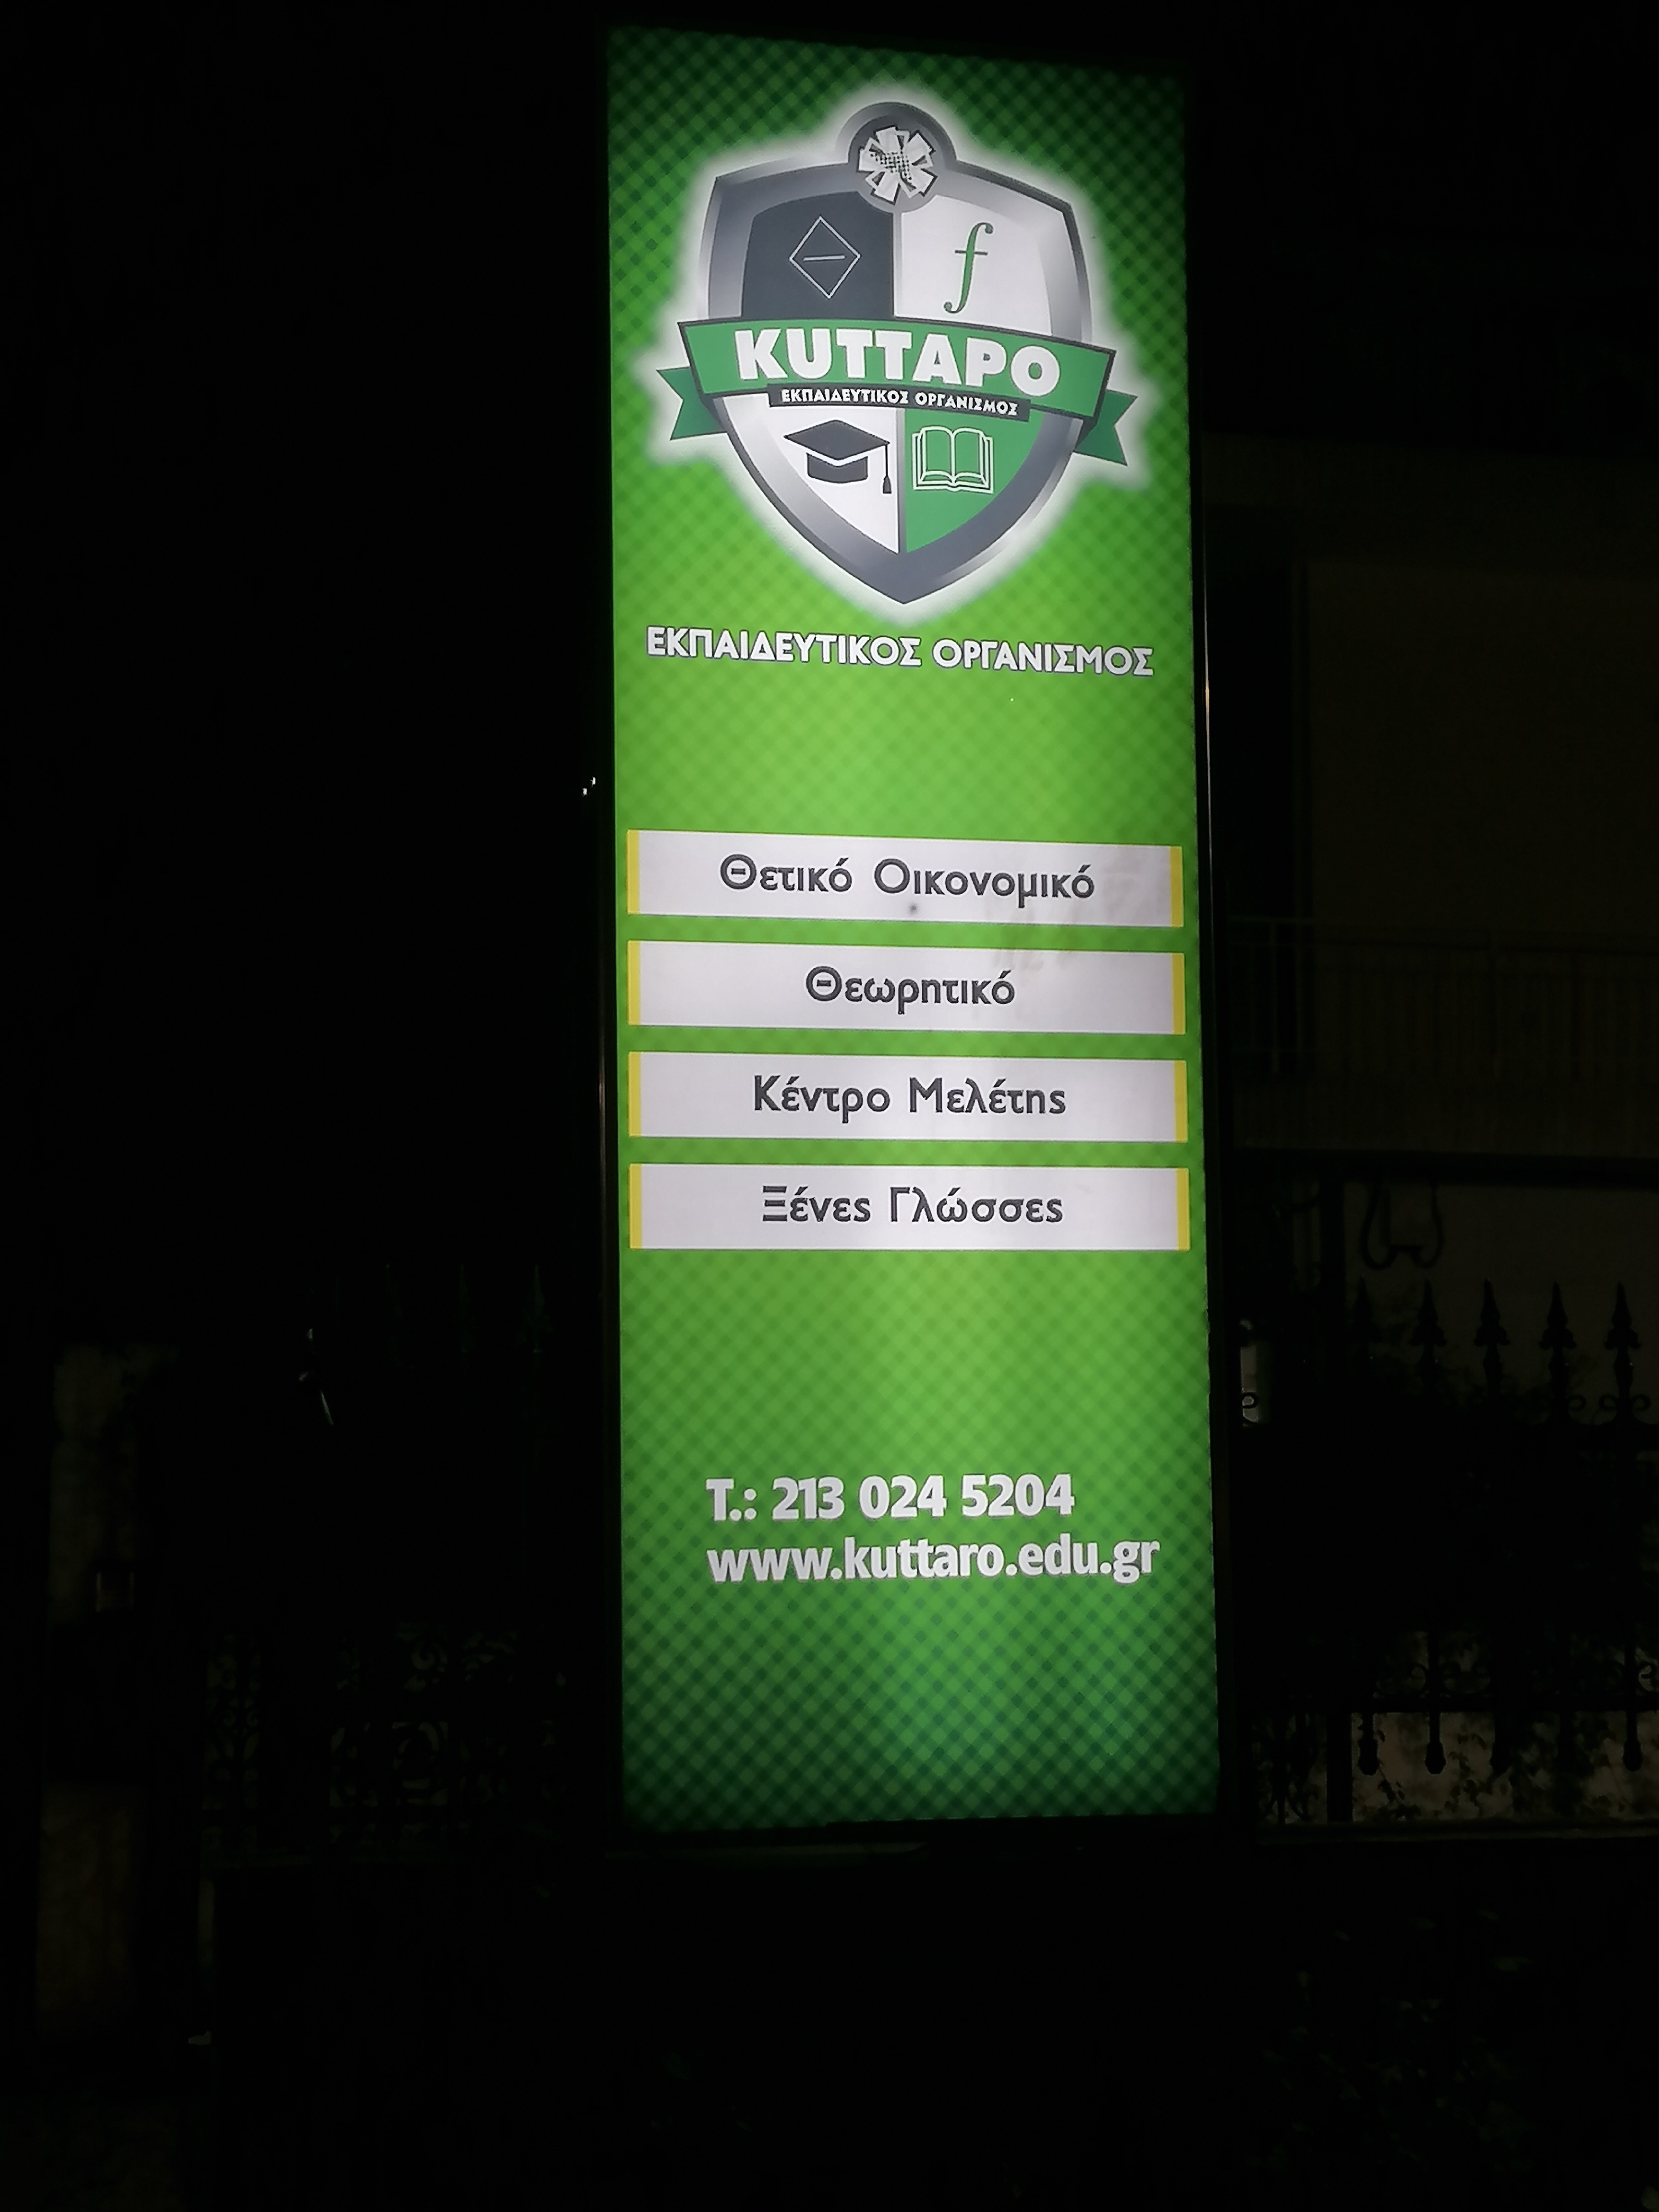 f
KUTTAPO
ΕΚΠΑΙΔΕΥΤΙΚΟΣ ΟΡΓΑΝΙΣΜΟΣ
ΕΚΠΑΙΔΕΥΤΙΚΟΣ ΟΡΓΑΝΙΣΜΟΣ
Θετικό Οικονομικό
Θεωρητικό
Κέντρο Μελέτης
Ξένες Γλώσσες
Τ.: 213 024 5204
www.kuttaro.edu.gr